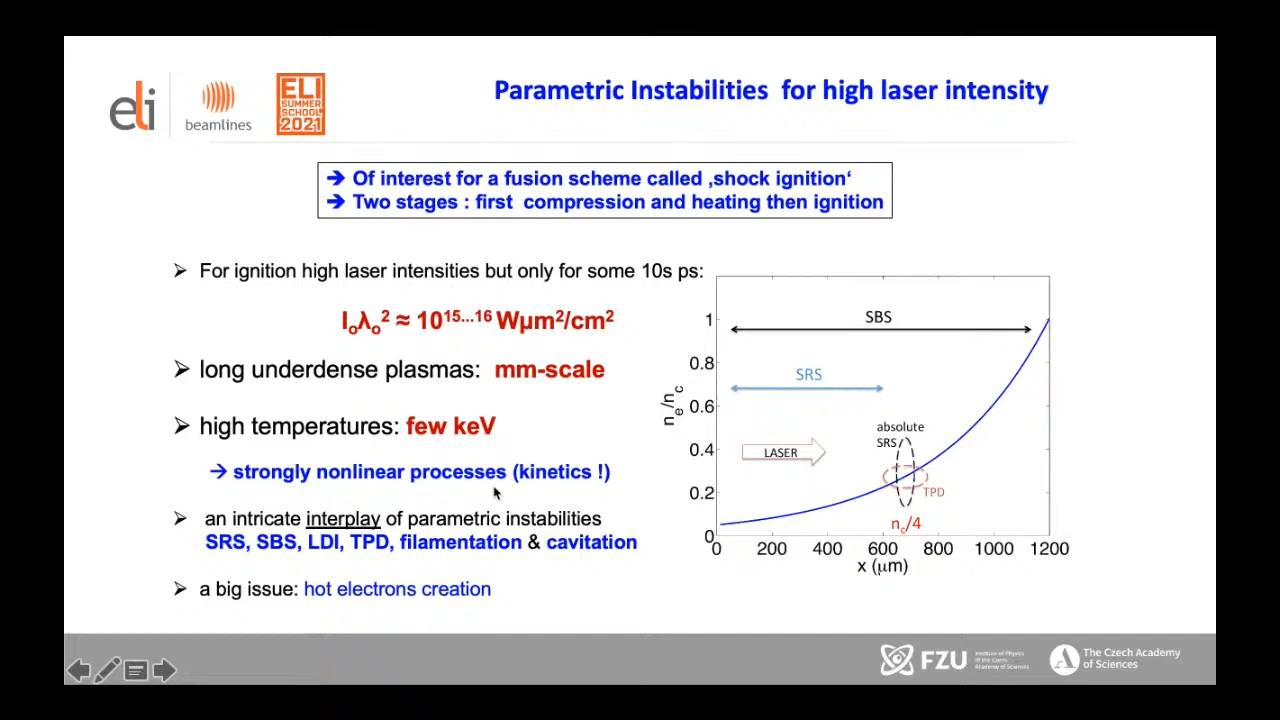 eli
beamlines
ELI
SUMMER
SCHOOL
2021
Parametric Instabilities for high laser intensity
➔ Of interest for a fusion scheme called ‚shock ignition‘
➔ Two stages : first compression and heating then ignition
➢ For ignition high laser intensities but only for some 10s ps:
Iₒλₒ² ≈ 10¹⁵···¹⁶ Wμm²/cm²
➢ long underdense plasmas: mm-scale
➢ high temperatures: few keV
→ strongly nonlinear processes (kinetics !)
➢ an intricate interplay of parametric instabilities
SRS, SBS, LDI, TPD, filamentation & cavitation
➢ a big issue: hot electrons creation
nₑ/n_c
1
0.8
0.6
0.4
0.2
0
SBS
SRS
absolute
SRS
LASER
TPD
n_c/4
0 200 400 600 800 1000 1200
x (μm)
FZU
Institute of Physics
of the Czech
Academy of Sciences
The Czech Academy
of Sciences